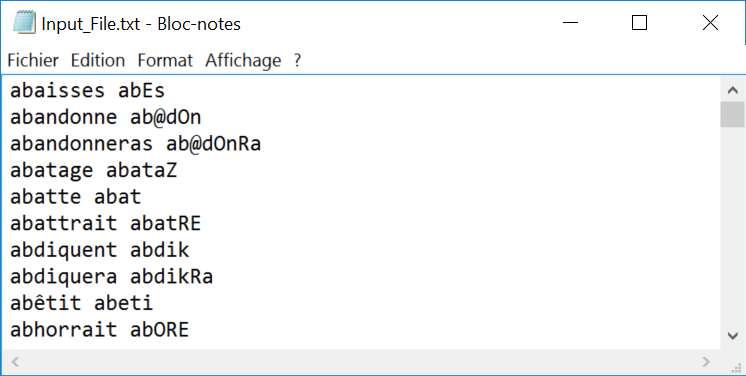 Input_File.txt - Bloc-notes
Fichier Edition Format Affichage ?
abaisses abEs
abandonne ab@dOn
abandonneras ab@dOnRa
abatage abataZ
abatte abat
abattrait abatRE
abdiquent abdik
abdiquera abdikRa
abêtit abeti
abhorrait abORE